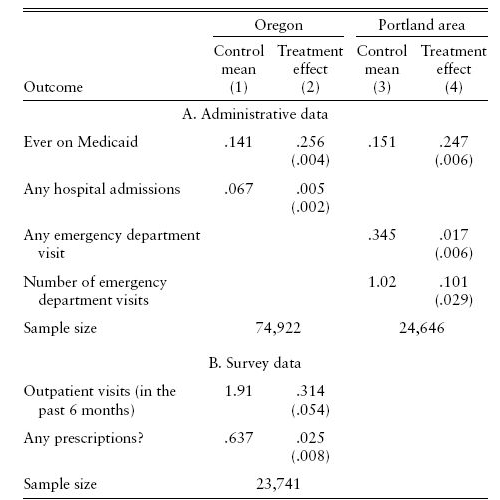 Oregon Portland area
Control Treatment Control Treatment
mean effect mean effect
Outcome (1) (2) (3) (4)
A. Administrative data
Ever on Medicaid .141 .256 .151 .247
(.004) (.006)
Any hospital admissions .067 .005
(.002)
Any emergency department .345 .017
visit (.006)
Number of emergency 1.02 .101
department visits (.029)
Sample size 74,922 24,646
B. Survey data
Outpatient visits (in the 1.91 .314
past 6 months) (.054)
Any prescriptions? .637 .025
(.008)
Sample size 23,741